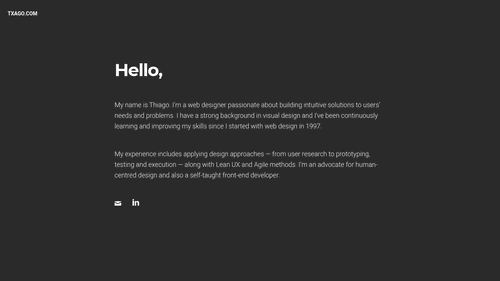 TXAGO.COM
Hello,
My name is Thiago. I'm a web designer passionate about building intuitive solutions to users'
needs and problems. I have a strong background in visual design and I've been continuously
learning and improving my skills since I started with web design in 1997.
My experience includes applying design approaches — from user research to prototyping,
testing and execution — along with Lean UX and Agile methods. I'm an advocate for human-
centred design and also a self-taught front-end developer.
in